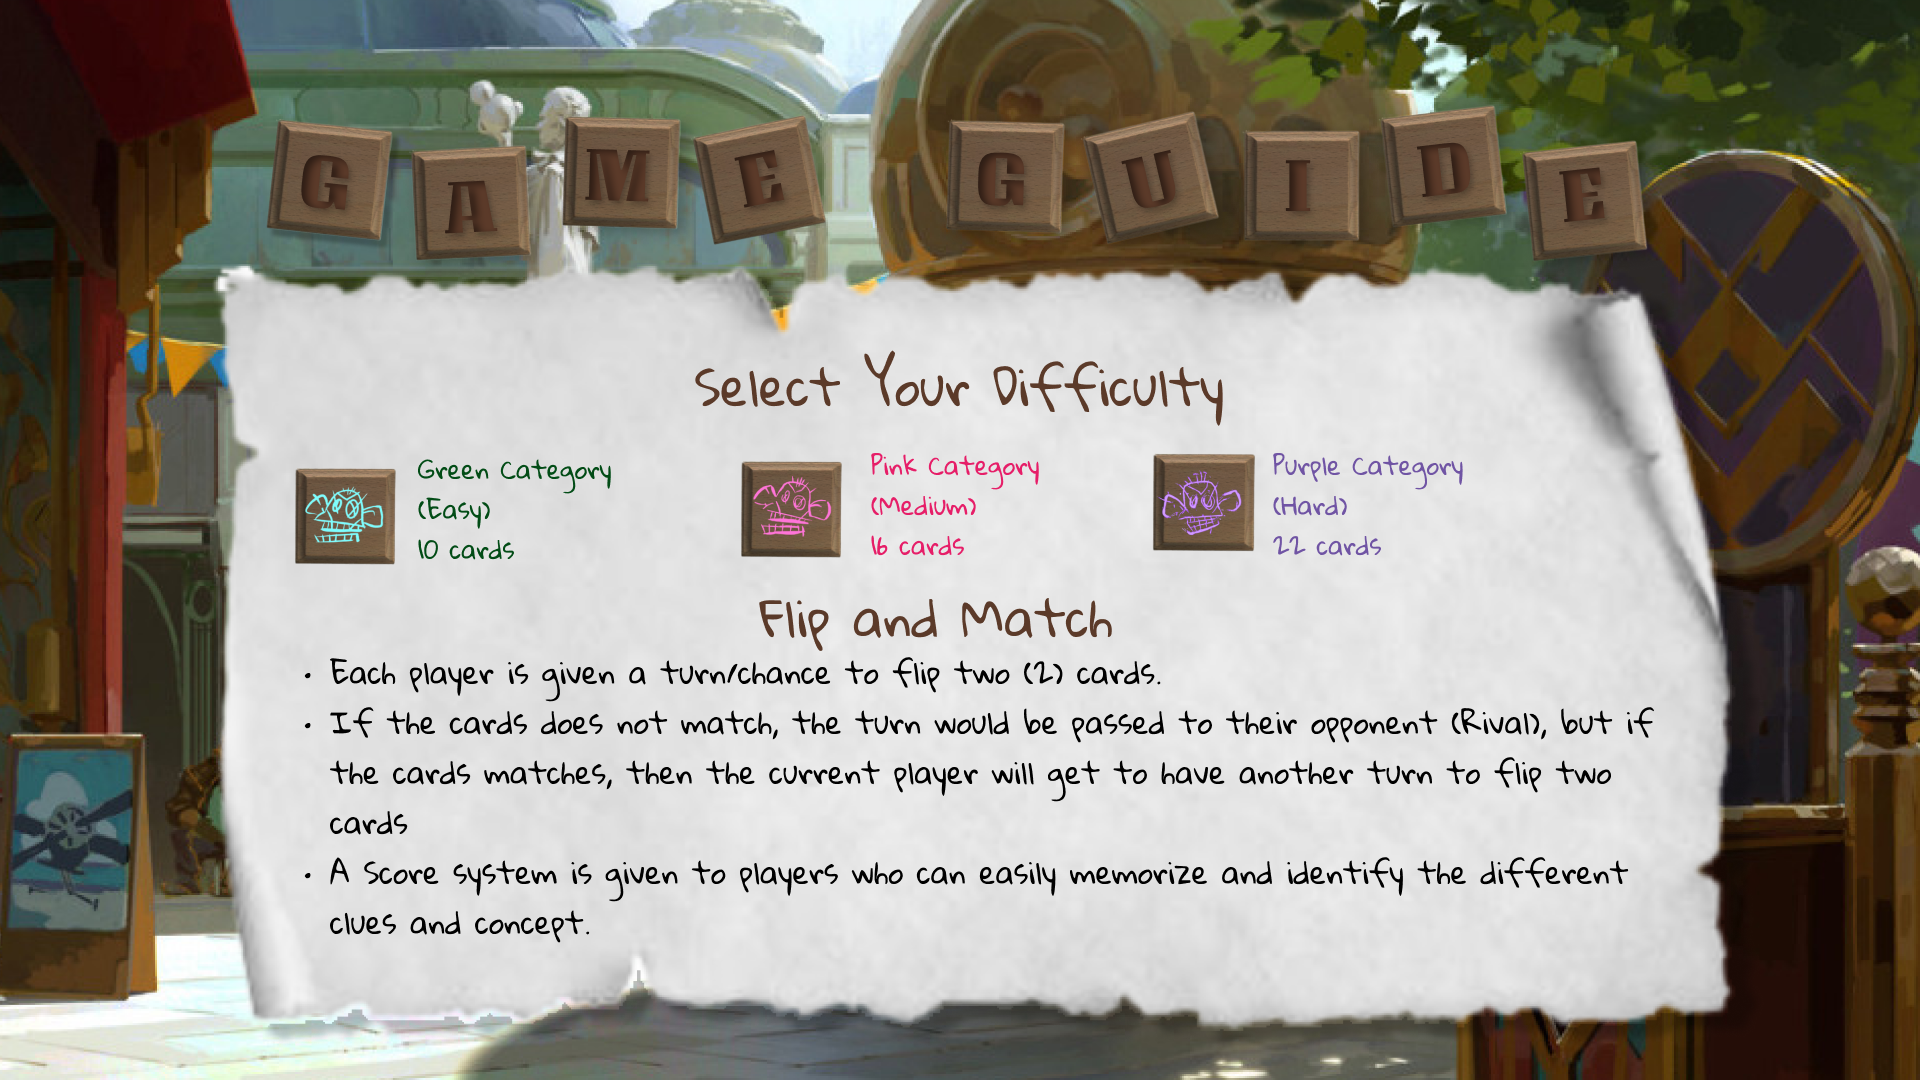 GAME GUIDE
Select Your Difficulty
Green Category
(Easy)
10 cards
Pink Category
(Medium)
16 cards
Purple Category
(Hard)
22 cards
Flip and Match
• Each player is given a turn/chance to flip two (2) cards.
• If the cards does not match, the turn would be passed to their opponent (Rival), but if
the cards matches, then the current player will get to have another turn to flip two
cards
• A Score system is given to players who can easily memorize and identify the different
clues and concept.